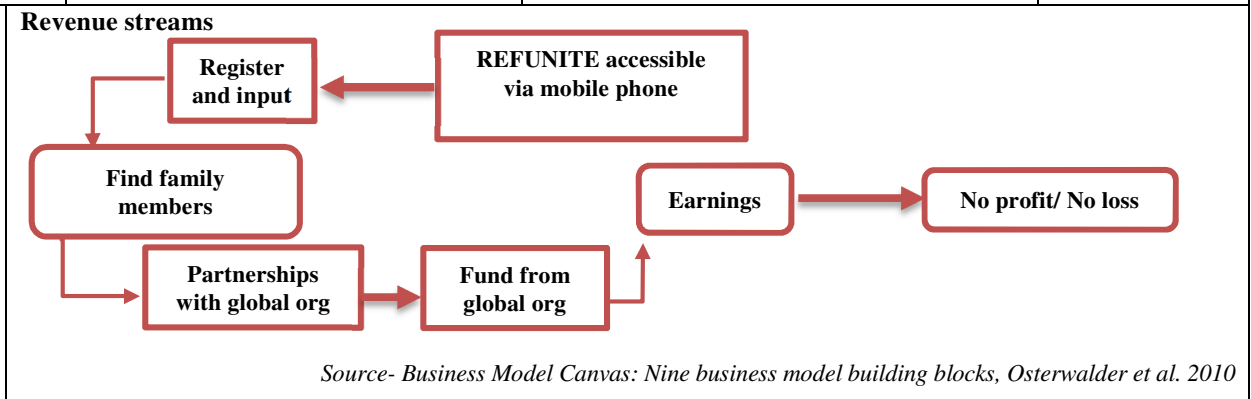 Revenue streams
REFUNITE accessible
via mobile phone
Register
and input
Find family
members
Partnerships
with global org
Fund from
global org
Earnings
No profit/ No loss
Source- Business Model Canvas: Nine business model building blocks, Osterwalder et al. 2010